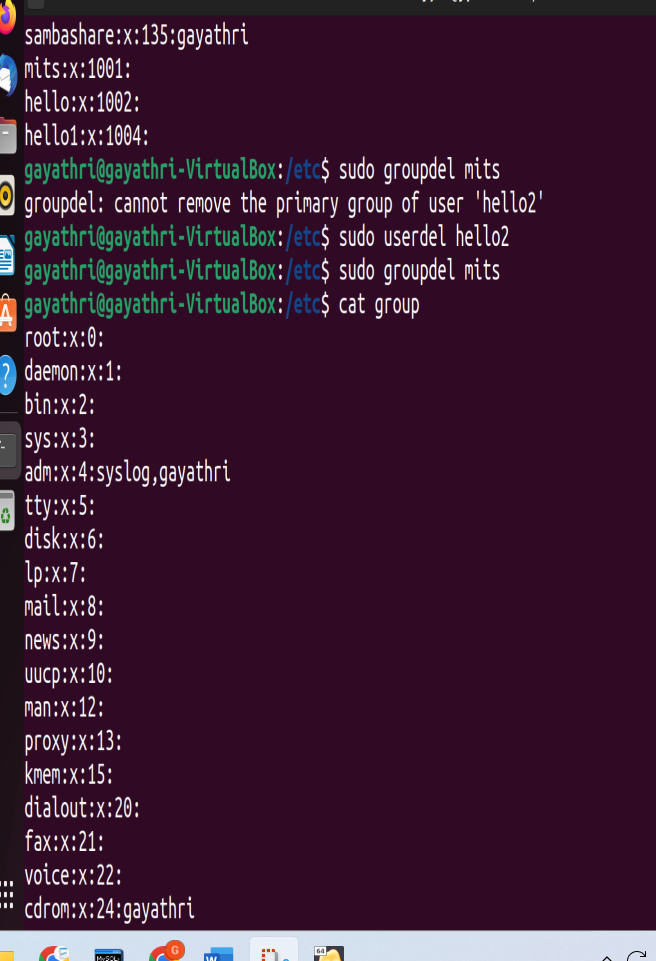 sambashare:x:135:gayathri
mits:x:1001:
hello:x:1002:
hello1:x:1004:
gayathri@gayathri-VirtualBox:/etc$ sudo groupdel mits
groupdel: cannot remove the primary group of user 'hello2'
gayathri@gayathri-VirtualBox:/etc$ sudo userdel hello2
gayathri@gayathri-VirtualBox:/etc$ sudo groupdel mits
gayathri@gayathri-VirtualBox:/etc$ cat group
root:x:0:
daemon:x:1:
bin:x:2:
sys:x:3:
adm:x:4:syslog,gayathri
tty:x:5:
disk:x:6:
lp:x:7:
mail:x:8:
news:x:9:
uucp:x:10:
man:x:12:
proxy:x:13:
kmem:x:15:
dialout:x:20:
fax:x:21:
voice:x:22:
cdrom:x:24:gayathri
G
MySQL
W
64